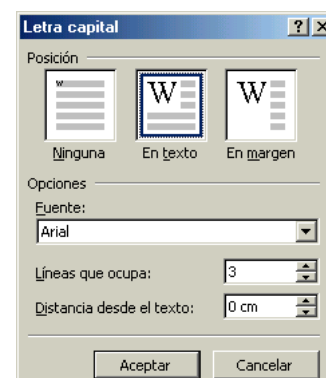 Letra capital
Posición
W
W
W
Ninguna
En texto
En margen
Opciones
Fuente:
Arial
Líneas que ocupa:
3
Distancia desde el texto:
0 cm
Aceptar
Cancelar